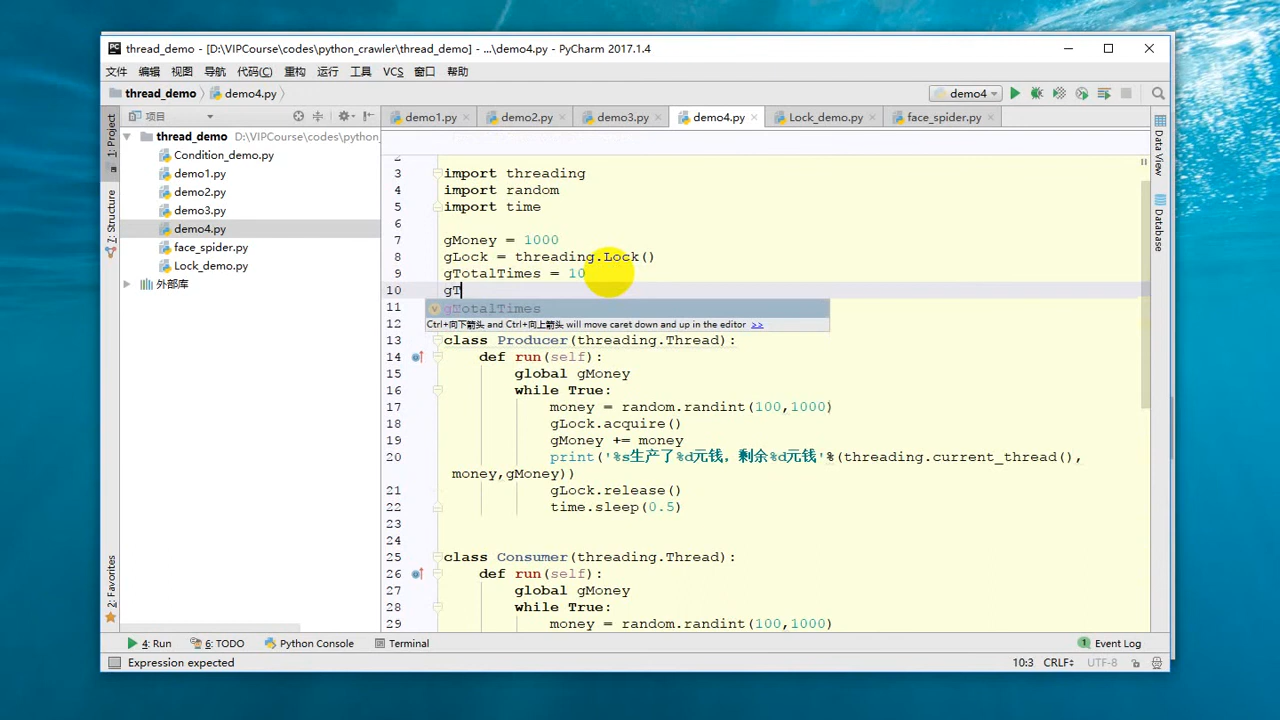 thread_demo - [D:\VIPCourse\codes\python_crawler\thread_demo] - ...\demo4.py - PyCharm 2017.1.4
文件 编辑 视图 导航 代码(C) 重构 运行 工具 VCS 窗口 帮助
thread_demo demo4.py demo4
项目 demo1.py demo2.py demo3.py demo4.py Lock_demo.py face_spider.py
1: Project
7: Structure
2: Favorites
thread_demo D:\VIPCourse\codes\python_
Condition_demo.py
demo1.py
demo2.py
demo3.py
demo4.py
face_spider.py
Lock_demo.py
外部库
2
3 import threading
4 import random
5 import time
6
7 gMoney = 1000
8 gLock = threading.Lock()
9 gTotalTimes = 10
10 gT
11 gTotalTimes
12 Ctrl+向下箭头 and Ctrl+向上箭头 will move caret down and up in the editor >>
13 class Producer(threading.Thread):
14 def run(self):
15 global gMoney
16 while True:
17 money = random.randint(100,1000)
18 gLock.acquire()
19 gMoney += money
20 print('%s生产了%d元钱，剩余%d元钱'%(threading.current_thread(),
money,gMoney))
21 gLock.release()
22 time.sleep(0.5)
23
24
25 class Consumer(threading.Thread):
26 def run(self):
27 global gMoney
28 while True:
29 money = random.randint(100,1000)
Data View
Database
4: Run 6: TODO Python Console Terminal 1 Event Log
Expression expected 10:3 CRLF UTF-8